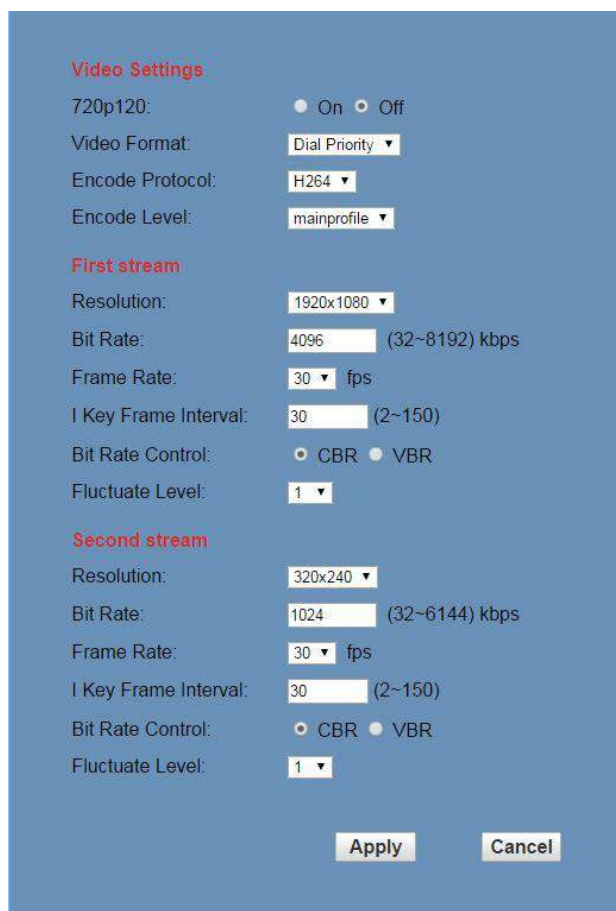 Video Settings
720p120: On Off
Video Format: Dial Priority
Encode Protocol: H264
Encode Level: mainprofile
First stream
Resolution: 1920x1080
Bit Rate: 4096 (32~8192) kbps
Frame Rate: 30 fps
I Key Frame Interval: 30 (2~150)
Bit Rate Control: CBR VBR
Fluctuate Level: 1
Second stream
Resolution: 320x240
Bit Rate: 1024 (32~6144) kbps
Frame Rate: 30 fps
I Key Frame Interval: 30 (2~150)
Bit Rate Control: CBR VBR
Fluctuate Level: 1
Apply Cancel